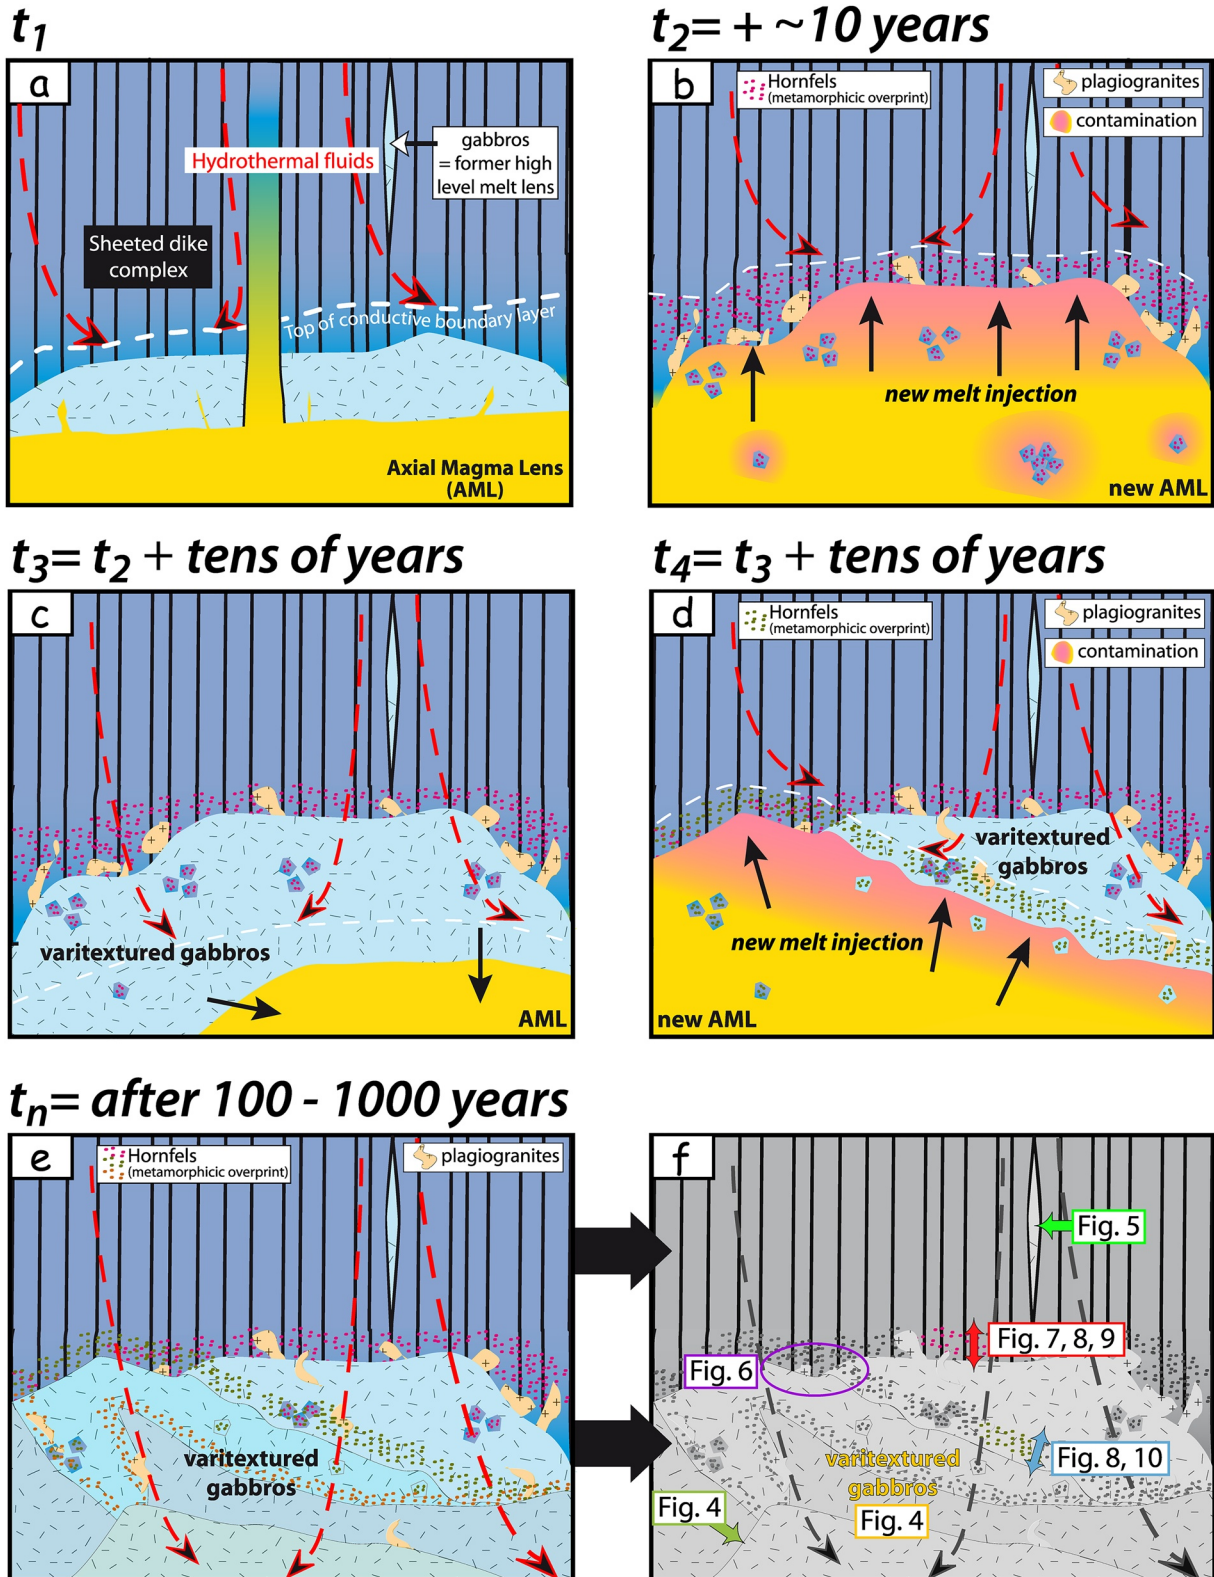 t1
t2= + ~10 years
a
Hydrothermal fluids
gabbros
= former high
level melt lens
Sheeted dike
complex
Top of conductive boundary layer
Axial Magma Lens
(AML)
b
Hornfels
(metamorphicic overprint)
plagiogranites
contamination
new melt injection
new AML
t3= t2 + tens of years
t4= t3 + tens of years
c
varitextured gabbros
AML
d
Hornfels
(metamorphicic overprint)
plagiogranites
contamination
varitextured
gabbros
new melt injection
new AML
tn= after 100 - 1000 years
e
Hornfels
(metamorphicic overprint)
plagiogranites
varitextured
gabbros
f
Fig. 5
Fig. 7, 8, 9
Fig. 6
varitextured
gabbros
Fig. 8, 10
Fig. 4
Fig. 4